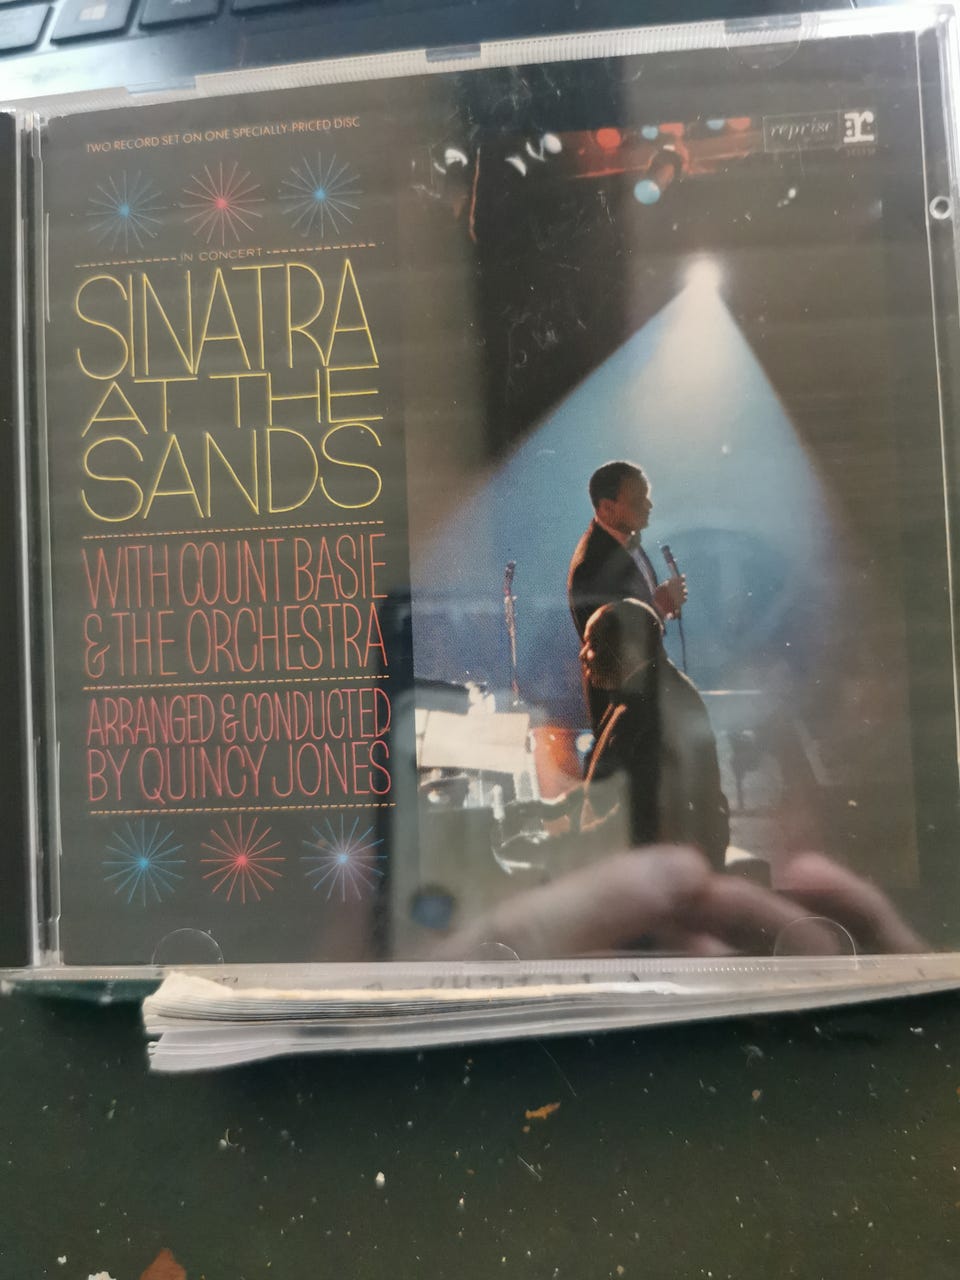 TWO RECORD SET ON ONE SPECIALLY-PRICED DISC
reprise
r:
IN CONCERT
SINATRA
AT THE
SANDS
WITH COUNT BASIE
& THE ORCHESTRA
ARRANGED & CONDUCTED
BY QUINCY JONES